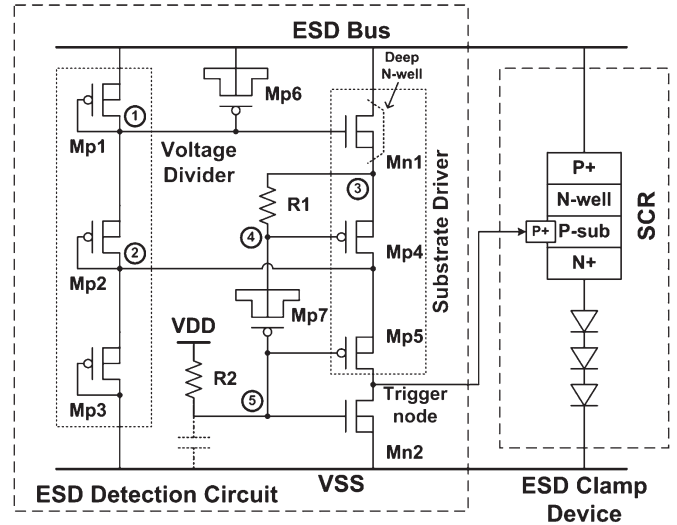 ESD Bus
Deep
N-well
Mp6
1
Mp1
Voltage
Divider
Mn1
P+
N-well
P+
P-sub
N+
SCR
3
R1
4
Substrate Driver
2
Mp4
Mp2
Mp7
VDD
Mp5
R2
Mp3
5
Trigger
node
Mn2
VSS
ESD Detection Circuit
ESD Clamp
Device